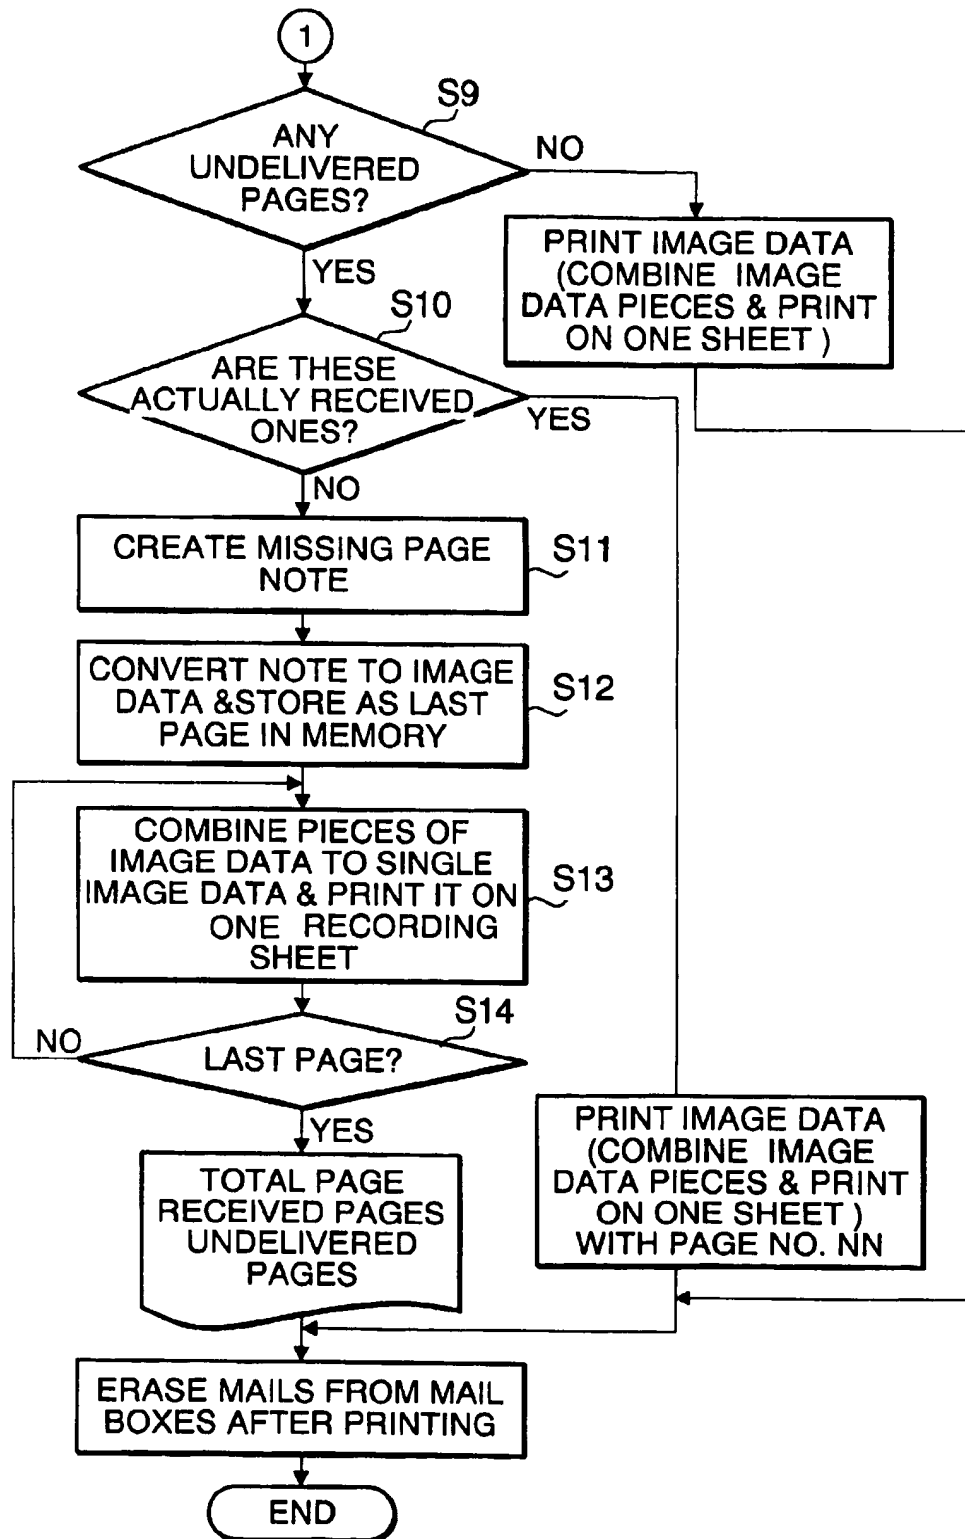 1
S9
ANY
UNDELIVERED
PAGES?
NO
PRINT IMAGE DATA
(COMBINE IMAGE
DATA PIECES & PRINT
ON ONE SHEET )
YES
S10
ARE THESE
ACTUALLY RECEIVED
ONES?
YES
NO
CREATE MISSING PAGE
NOTE
S11
CONVERT NOTE TO IMAGE
DATA &STORE AS LAST
PAGE IN MEMORY
S12
COMBINE PIECES OF
IMAGE DATA TO SINGLE
IMAGE DATA & PRINT IT ON
ONE RECORDING
SHEET
S13
S14
LAST PAGE?
NO
YES
TOTAL PAGE
RECEIVED PAGES
UNDELIVERED
PAGES
PRINT IMAGE DATA
(COMBINE IMAGE
DATA PIECES & PRINT
ON ONE SHEET )
WITH PAGE NO. NN
ERASE MAILS FROM MAIL
BOXES AFTER PRINTING
END